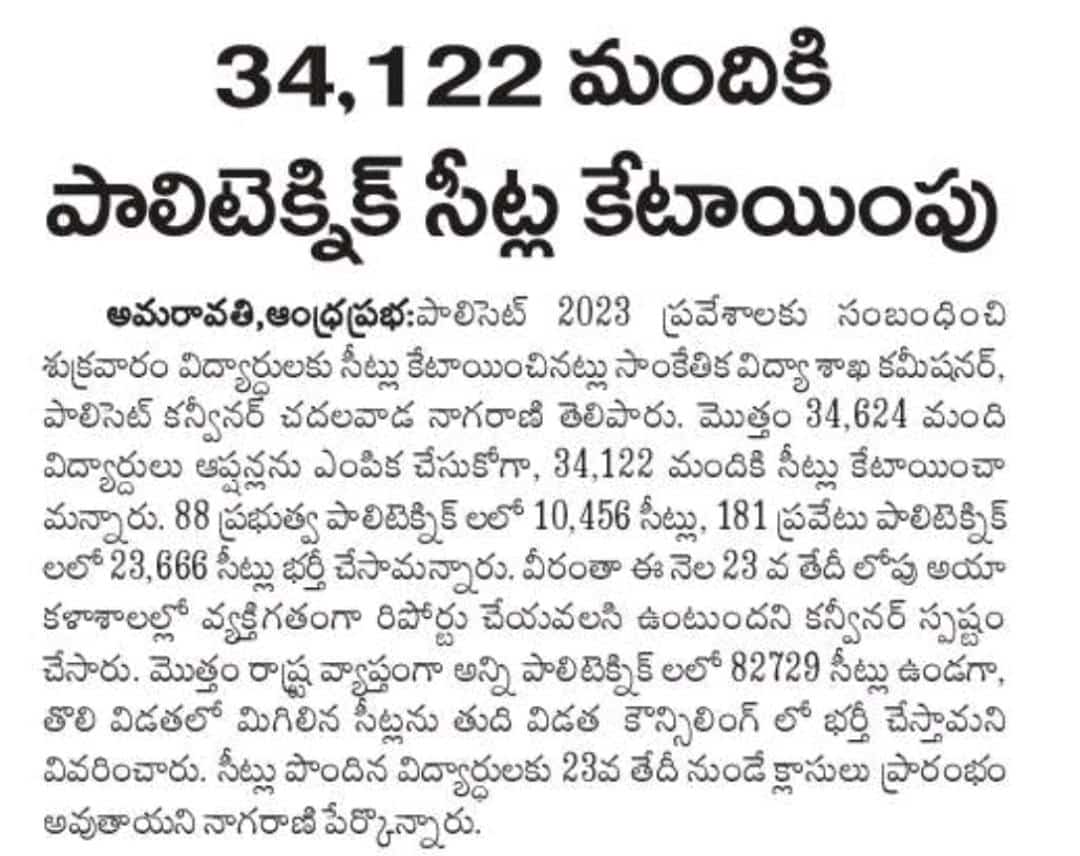 34,122 మందికి
పాలిటెక్నిక్ సీట్ల కేటాయింపు
అమరావతి,ఆంధ్రప్రభ:పాలిసెట్ 2023 ప్రవేశాలకు సంబంధించి
శుక్రవారం విద్యార్ధులకు సీట్లు కేటాయించినట్లు సాంకేతిక విద్యా శాఖ కమీషనర్,
పాలిసెట్ కన్వీనర్ చదలవాడ నాగరాణి తెలిపారు. మొత్తం 34,624 మంది
విద్యార్ధులు ఆప్షన్లను ఎంపిక చేసుకోగా, 34,122 మందికి సీట్లు కేటాయించా
మన్నారు. 88 ప్రభుత్వ పాలిటెక్నిక్ లలో 10,456 సీట్లు, 181 ప్రవేటు పాలిటెక్నిక్
లలో 23,666 సీట్లు భర్తీ చేసామన్నారు. వీరంతా ఈ నెల 23 వ తేదీ లోపు అయా
కళాశాలల్లో వ్యక్తిగతంగా రిపోర్టు చేయవలసి ఉంటుందని కన్వీనర్ స్పష్టం
చేసారు. మొత్తం రాష్ట్ర వ్యాప్తంగా అన్ని పాలిటెక్నిక్ లలో 82729 సీట్లు ఉండగా,
తొలి విడతలో మిగిలిన సీట్లను తుది విడత కౌన్సిలింగ్ లో భర్తీ చేస్తామని
వివరించారు. సీట్లు పొందిన విద్యార్ధులకు 23వ తేదీ నుండే క్లాసులు ప్రారంభం
అవుతాయని నాగరాణి పేర్కొన్నారు.